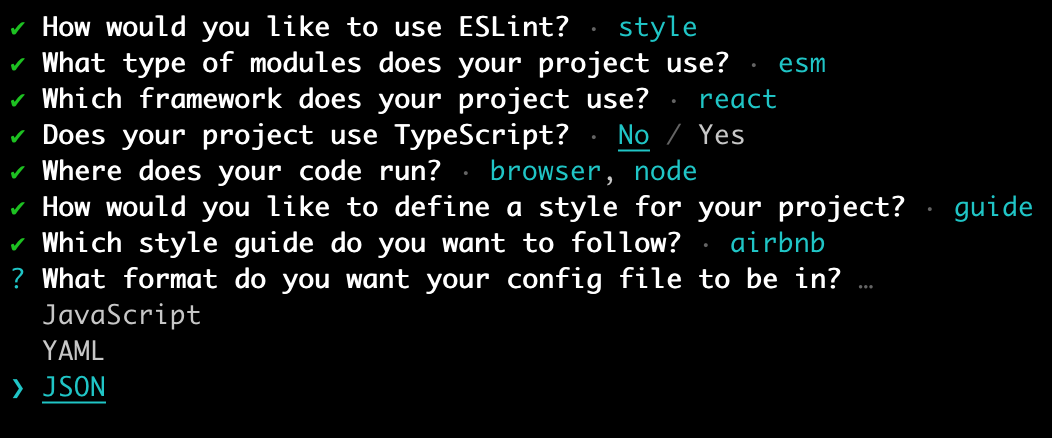 ✔ How would you like to use ESLint? · style
✔ What type of modules does your project use? · esm
✔ Which framework does your project use? · react
✔ Does your project use TypeScript? · No / Yes
✔ Where does your code run? · browser, node
✔ How would you like to define a style for your project? · guide
✔ Which style guide do you want to follow? · airbnb
? What format do you want your config file to be in? …
JavaScript
YAML
❯ JSON